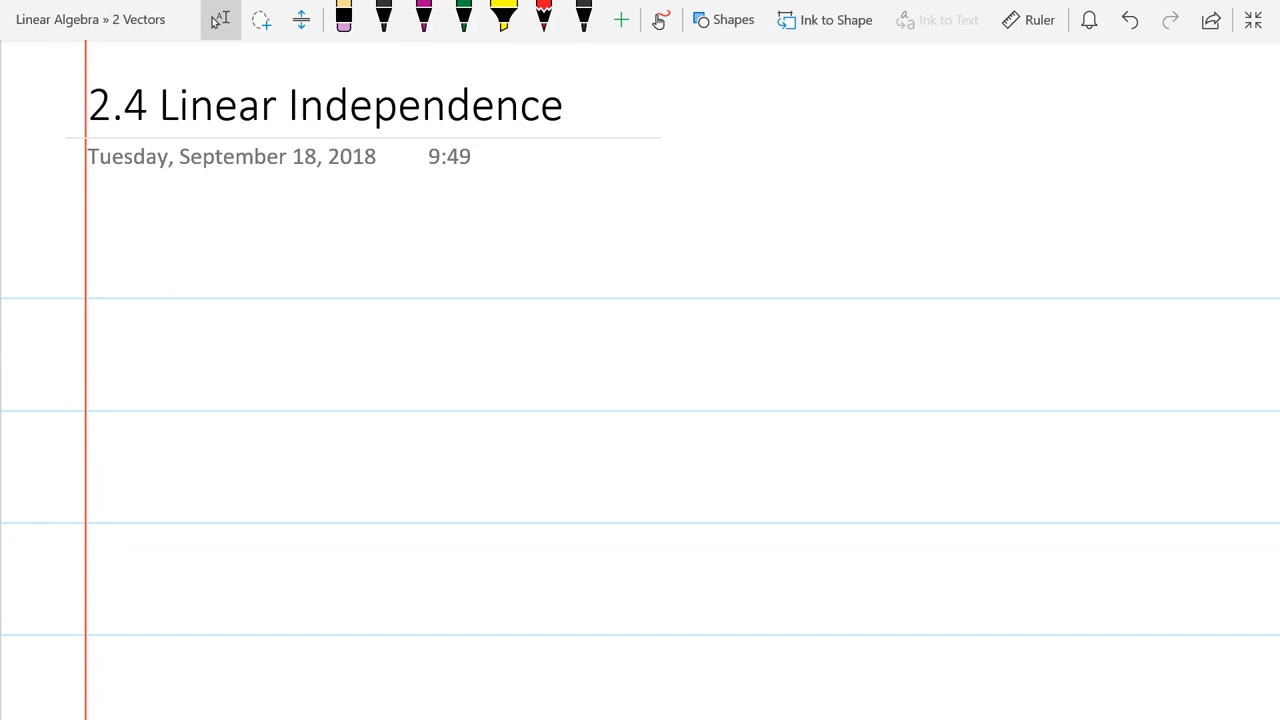 Linear Algebra » 2 Vectors
Shapes
Ink to Shape
Ink to Text
Ruler
2.4 Linear Independence
Tuesday, September 18, 2018 9:49